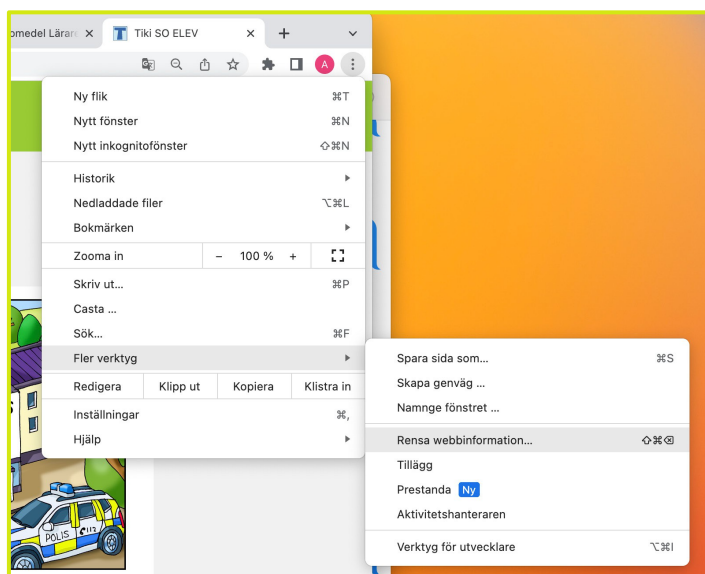 omedel Lärar
Tiki SO ELEV
A
Ny flik ⌘T
Nytt fönster ⌘N
Nytt inkognitofönster ⇧⌘N
Historik
Nedladdade filer ⌥⌘L
Bokmärken
Zooma in − 100 % +
Skriv ut... ⌘P
Casta ...
Sök... ⌘F
Fler verktyg
Redigera Klipp ut Kopiera Klistra in
Inställningar ⌘,
Hjälp
Spara sida som... ⌘S
Skapa genväg ...
Namnge fönstret ...
Rensa webbinformation... ⇧⌘⌫
Tillägg
Prestanda Ny
Aktivitetshanteraren
Verktyg för utvecklare ⌥⌘I
POLIS 112